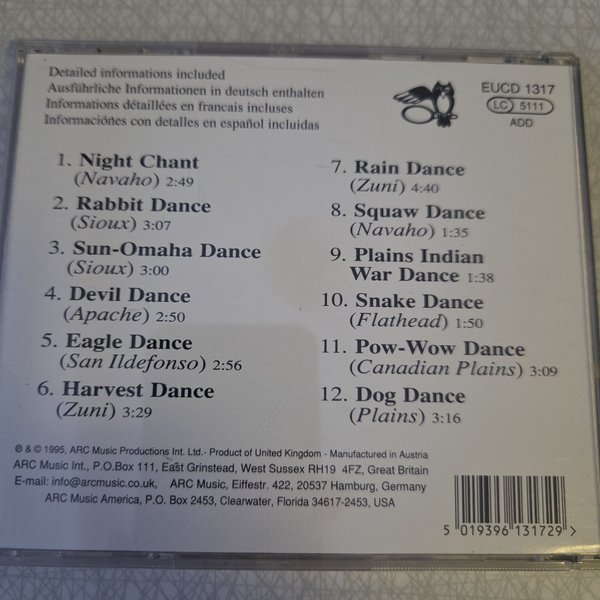 Detailed informations included
Ausführliche Informationen in deutsch enthalten
Informations détaillées en francais incluses
Informaciónes con detalles en español incluidas
EUCD 1317
LC 5111
ADD
1. Night Chant
(Navaho) 2:49
2. Rabbit Dance
(Sioux) 3:07
3. Sun-Omaha Dance
(Sioux) 3:00
4. Devil Dance
(Apache) 2:50
5. Eagle Dance
(San Ildefonso) 2:56
6. Harvest Dance
(Zuni) 3:29
7. Rain Dance
(Zuni) 4:40
8. Squaw Dance
(Navaho) 1:35
9. Plains Indian
War Dance 1:38
10. Snake Dance
(Flathead) 1:50
11. Pow-Wow Dance
(Canadian Plains) 3:09
12. Dog Dance
(Plains) 3:16
℗ & © 1995, ARC Music Productions Int. Ltd.- Product of United Kingdom - Manufactured in Austria
ARC Music Int., P.O.Box 111, East Grinstead, West Sussex RH19 4FZ, Great Britain
E-mail: info@arcmusic.co.uk, ARC Music, Eiffestr. 422, 20537 Hamburg, Germany
ARC Music America, P.O. Box 2453, Clearwater, Florida 34617-2453, USA
5 019396 131729 >